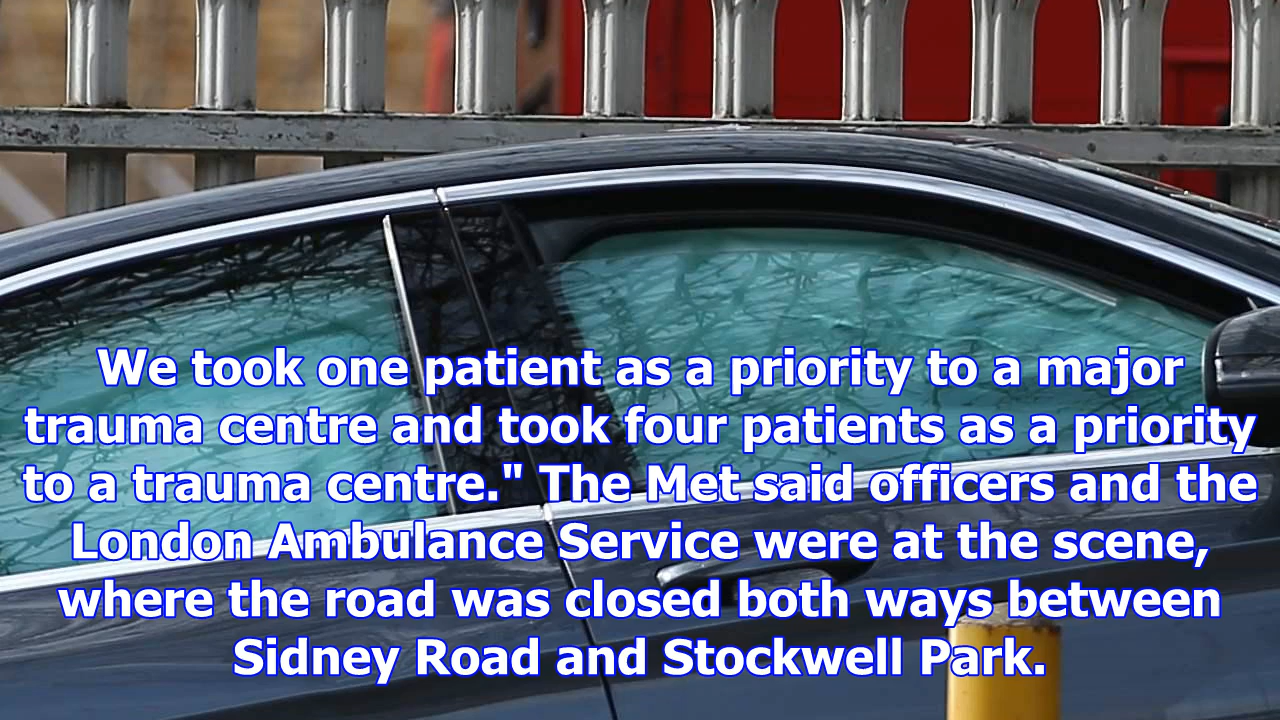 We took one patient as a priority to a major
trauma centre and took four patients as a priority
to a trauma centre." The Met said officers and the
London Ambulance Service were at the scene,
where the road was closed both ways between
Sidney Road and Stockwell Park.